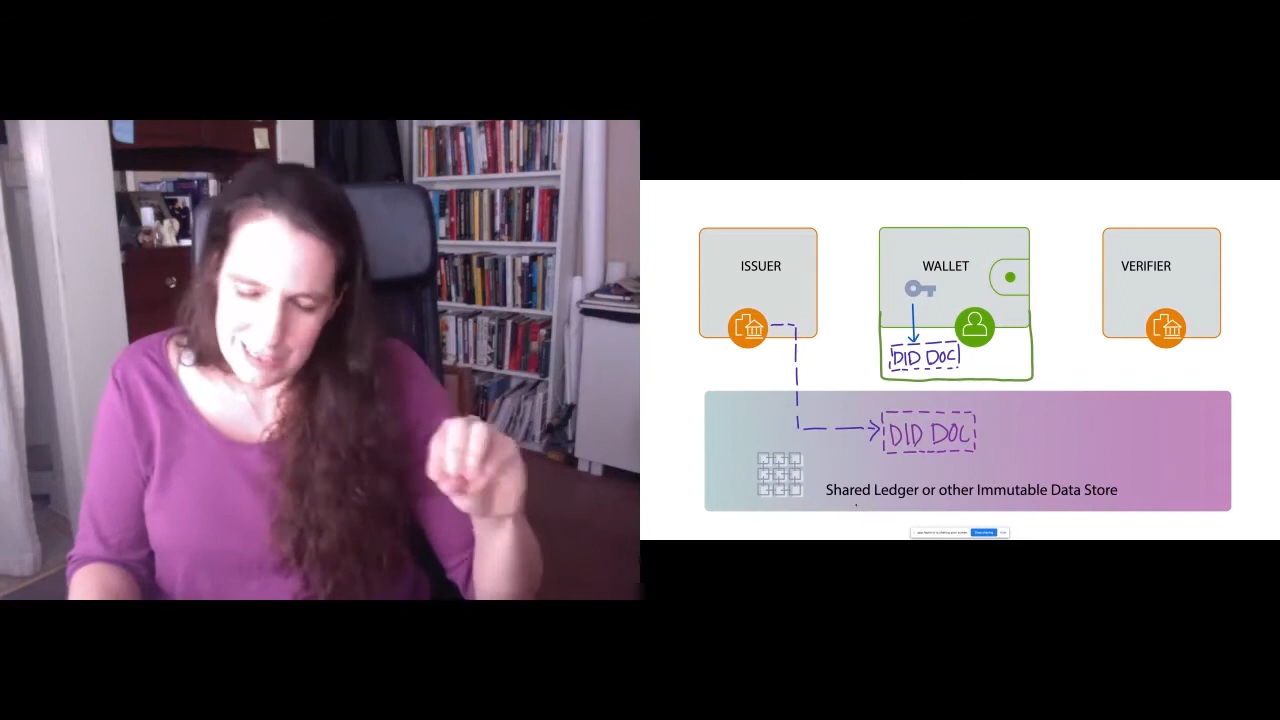 ISSUER
WALLET
VERIFIER
DID DOC
DID DOC
Shared Ledger or other Immutable Data Store